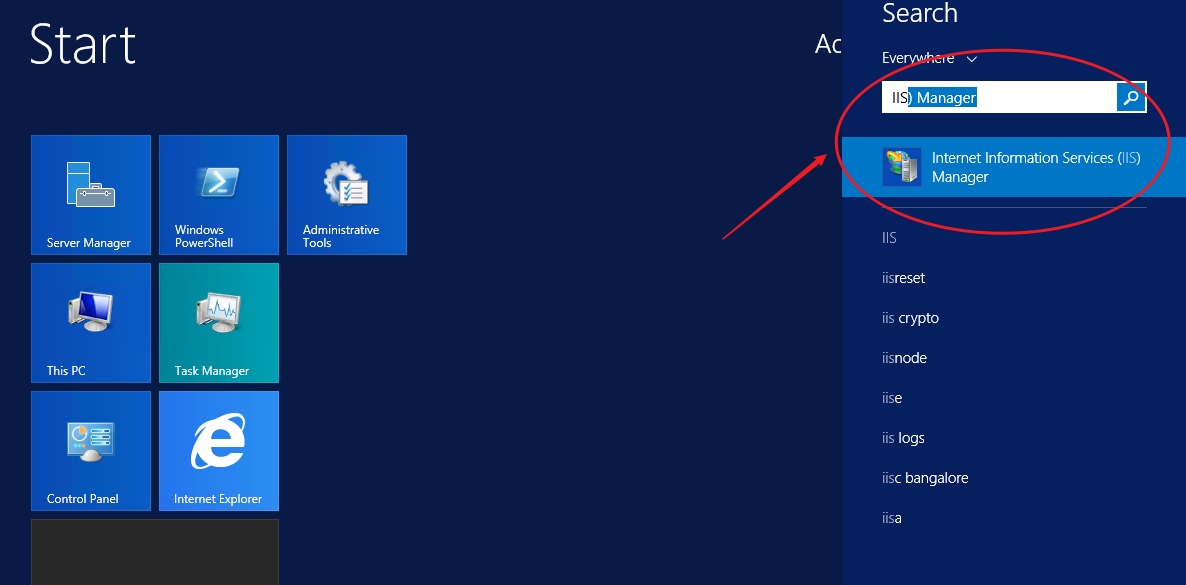 Start
Ac
Server Manager
Windows
PowerShell
Administrative
Tools
This PC
Task Manager
Control Panel
Internet Explorer
Search
Everywhere
IIS) Manager
Internet Information Services (IIS)
Manager
IIS
iisreset
iis crypto
iisnode
iise
iis logs
iisc bangalore
iisa